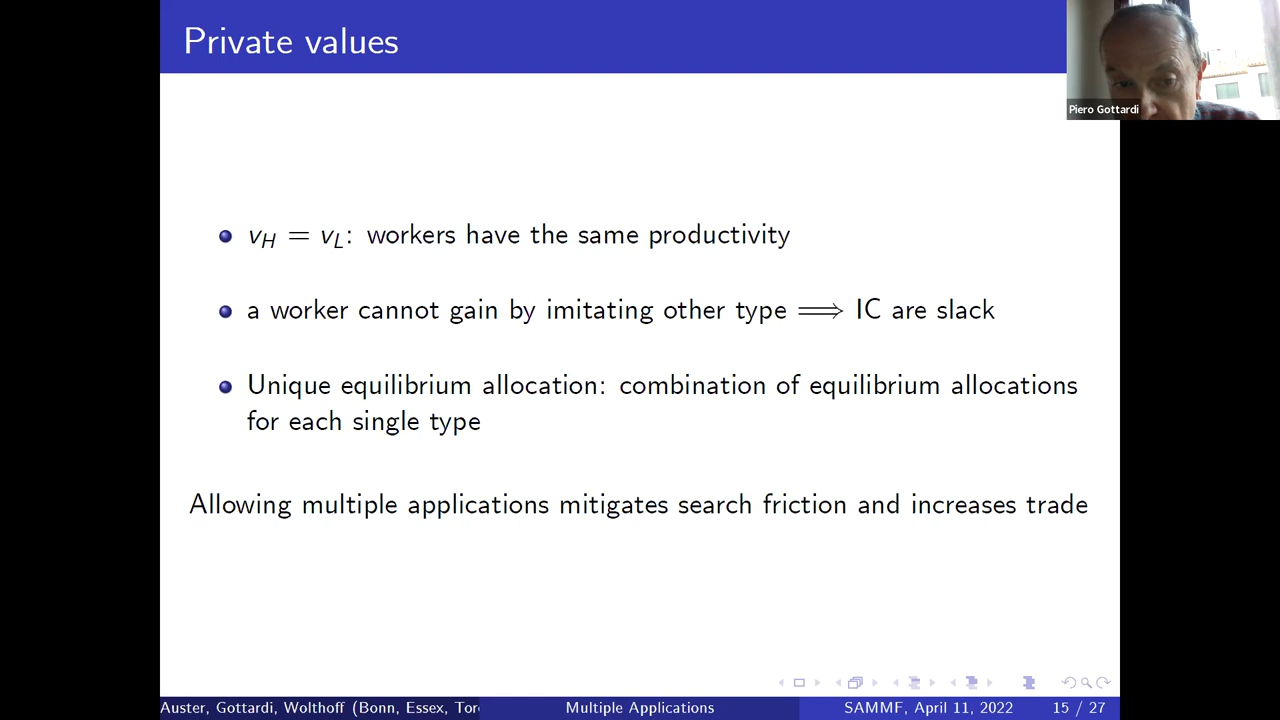 Private values
Piero Gottardi
v_H = v_L: workers have the same productivity
a worker cannot gain by imitating other type ⟹ IC are slack
Unique equilibrium allocation: combination of equilibrium allocations
for each single type
Allowing multiple applications mitigates search friction and increases trade
Auster, Gottardi, Wolthoff (Bonn, Essex, Tor
Multiple Applications
SAMMF, April 11, 2022
15 / 27